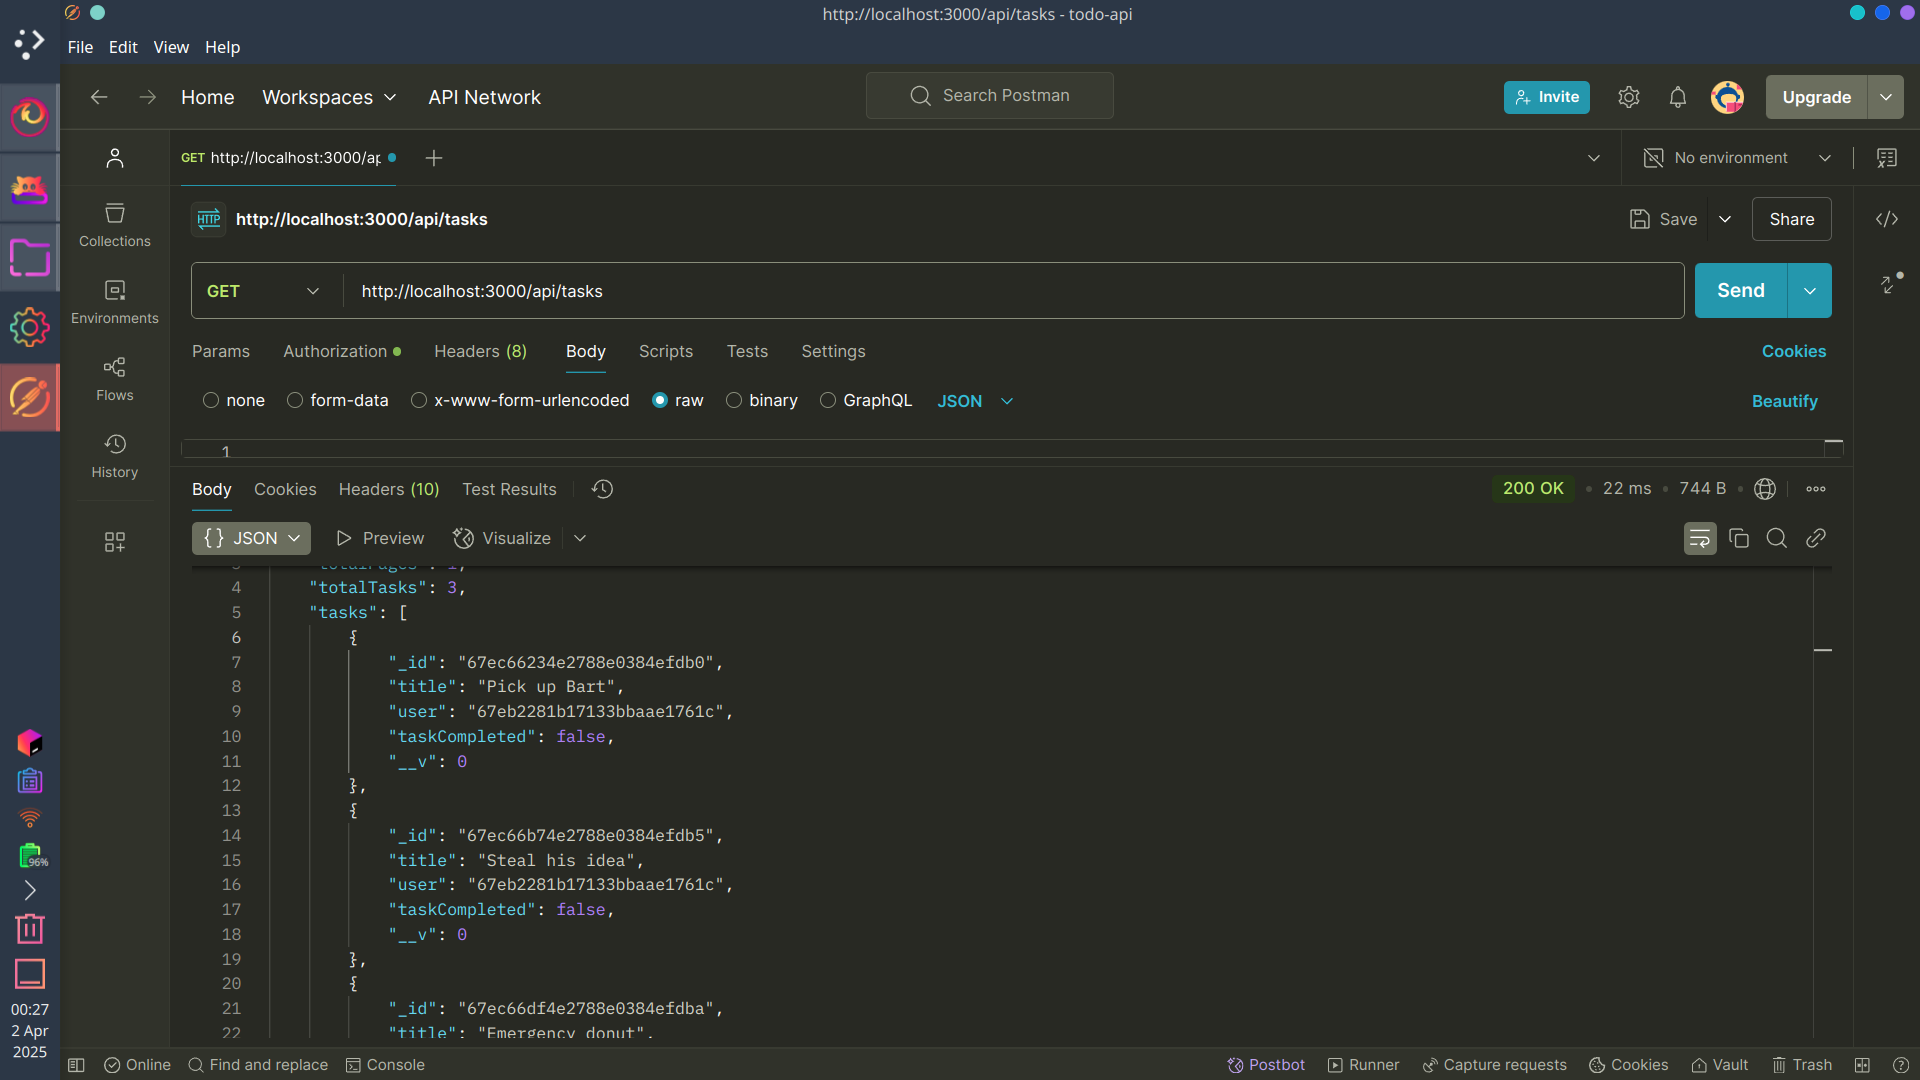 http://localhost:3000/api/tasks - todo-api
File Edit View Help
Home Workspaces API Network
Search Postman
Invite
Upgrade
GET http://localhost:3000/ap
No environment
Collections
Environments
Flows
History
HTTP http://localhost:3000/api/tasks
Save
Share
GET http://localhost:3000/api/tasks
Send
Params Authorization Headers (8) Body Scripts Tests Settings
Cookies
none form-data x-www-form-urlencoded raw binary GraphQL JSON
Beautify
1
Body Cookies Headers (10) Test Results
200 OK • 22 ms • 744 B
{} JSON Preview Visualize
3 "totalPages": 1,
4 "totalTasks": 3,
5 "tasks": [
6 {
7 "_id": "67ec66234e2788e0384efdb0",
8 "title": "Pick up Bart",
9 "user": "67eb2281b17133bbaae1761c",
10 "taskCompleted": false,
11 "__v": 0
12 },
13 {
14 "_id": "67ec66b74e2788e0384efdb5",
15 "title": "Steal his idea",
16 "user": "67eb2281b17133bbaae1761c",
17 "taskCompleted": false,
18 "__v": 0
19 },
20 {
21 "_id": "67ec66df4e2788e0384efdba",
22 "title": "Emergency donut",
96%
00:27
2 Apr
2025
Online Find and replace Console
Postbot Runner Capture requests Cookies Vault Trash